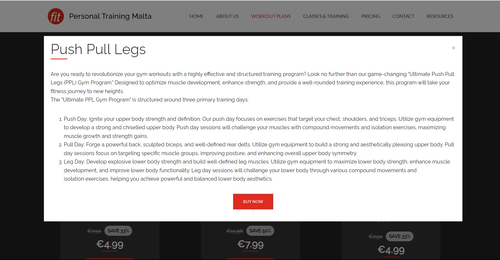 fit Personal Training Malta
HOME ABOUT US WORKOUT PLANS CLASSES & TRAINING PRICING CONTACT RESOURCES
Push Pull Legs
x
Are you ready to revolutionize your gym workouts with a highly effective and structured training program? Look no further than our game-changing "Ultimate Push Pull
Legs (PPL) Gym Program." Designed to optimize muscle development, enhance strength, and provide a well-rounded training experience, this program will take your
fitness journey to new heights.
The "Ultimate PPL Gym Program" is structured around three primary training days:
1. Push Day: Ignite your upper body strength and definition. Our push day focuses on exercises that target your chest, shoulders, and triceps. Utilize gym equipment
to develop a strong and chiselled upper body. Push day sessions will challenge your muscles with compound movements and isolation exercises, maximizing
muscle growth and strength gains.
2. Pull Day: Forge a powerful back, sculpted biceps, and well-defined rear delts. Utilize gym equipment to build a strong and aesthetically pleasing upper body. Pull
day sessions focus on targeting specific muscle groups, improving posture, and enhancing overall upper body symmetry.
3. Leg Day: Develop explosive lower body strength and build well-defined leg muscles. Utilize gym equipment to maximize lower body strength, enhance muscle
development, and improve lower body functionality. Leg day sessions will challenge your lower body through various compound movements and
isolation exercises, helping you achieve powerful and balanced lower body aesthetics.
BUY NOW
SAVE 33% SAVE 50% SAVE 33%
€4.99 €7.99 €4.99